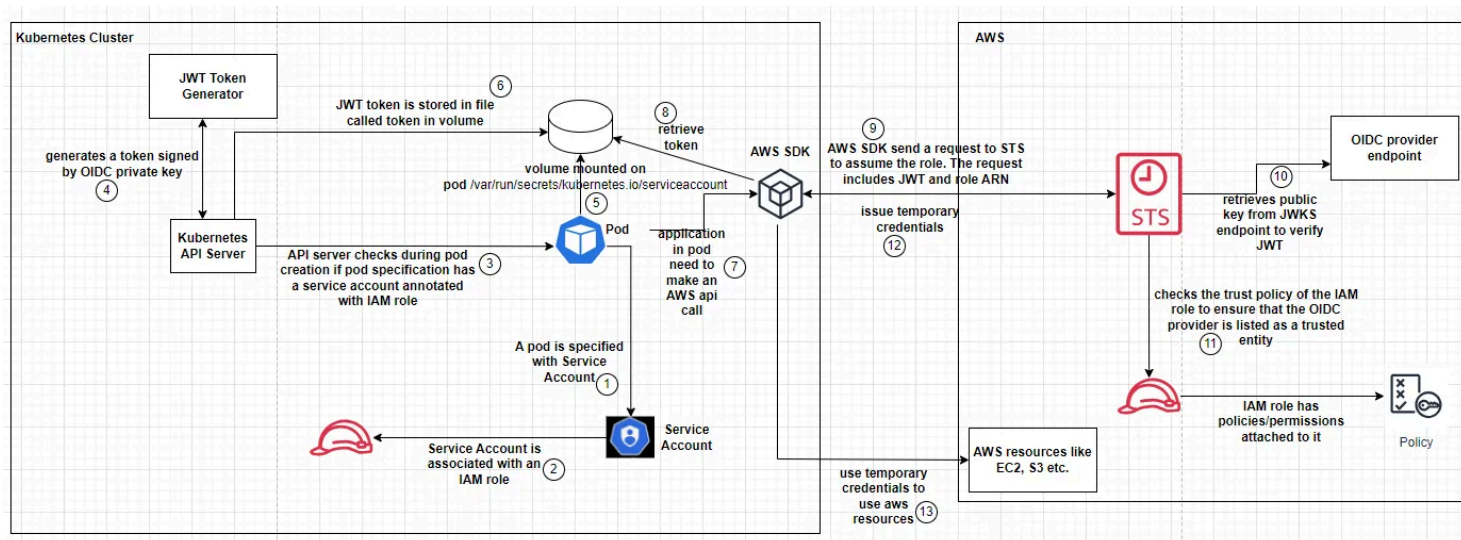 Kubernetes Cluster
JWT Token
Generator
generates a token signed
by OIDC private key
4
Kubernetes
API Server
6
JWT token is stored in file
called token in volume
8
retrieve
token
volume mounted on
pod /var/run/secrets/kubernetes.io/serviceaccount
5
Pod
API server checks during pod
creation if pod specification has
a service account annotated
with IAM role
3
application
in pod
need to
make an
AWS api
call
7
A pod is specified
with Service
Account
1
Service
Account
Service Account is
associated with an
IAM role
2
AWS SDK
9
AWS SDK send a request to STS
to assume the role. The request
includes JWT and role ARN
issue temporary
credentials
12
use temporary
credentials to
use aws
resources
13
AWS
STS
OIDC provider
endpoint
10
retrieves public
key from JWKS
endpoint to verify
JWT
checks the trust policy of the IAM
role to ensure that the OIDC
provider is listed as a trusted
entity
11
IAM role has
policies/permissions
attached to it
Policy
AWS resources like
EC2, S3 etc.